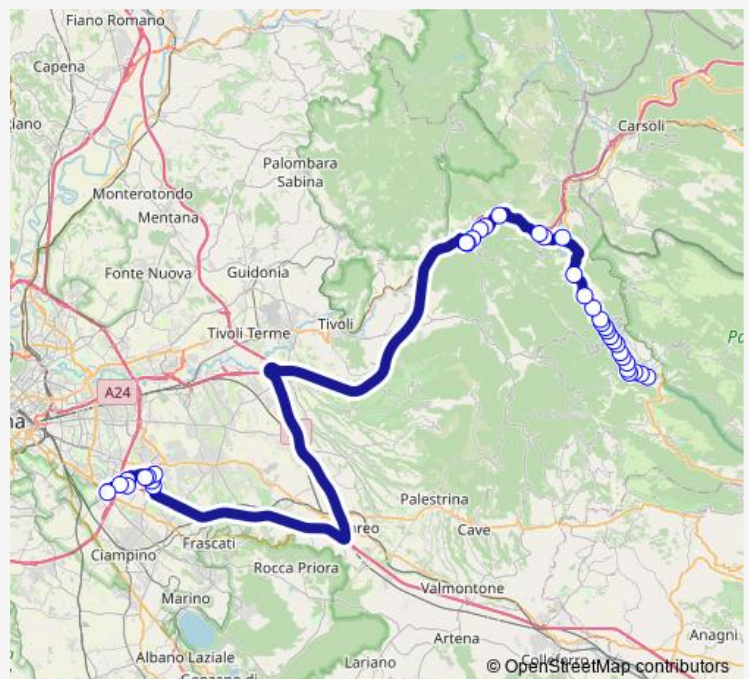 Fiano Romano
Capena
Carsoli
Palombara
Sabina
Monterotondo
Mentana
Fonte Nuova
Guidonia
Tivoli Terme
Tivoli
A24
Palestrina
Cave
Frascati
Ciampino
Rocca Priora
Valmontone
Marino
Artena
Anagni
Albano Laziale
Lariano
© OpenStreetMap contributors